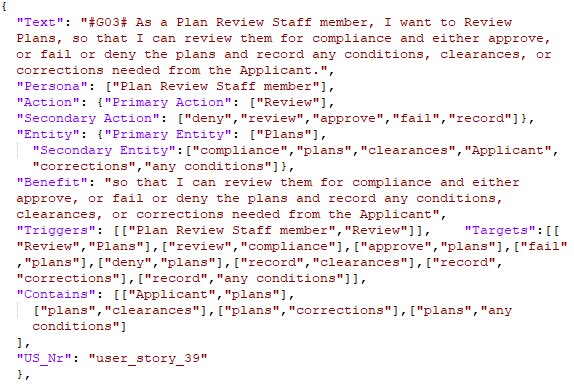 {
"Text": "#G03# As a Plan Review Staff member, I want to Review
Plans, so that I can review them for compliance and either approve,
or fail or deny the plans and record any conditions, clearances, or
corrections needed from the Applicant.",
"Persona": ["Plan Review Staff member"],
"Action": {"Primary Action": ["Review"],
"Secondary Action": ["deny","review","approve","fail","record"]},
"Entity": {"Primary Entity": ["Plans"],
"Secondary Entity":["compliance","plans","clearances","Applicant",
"corrections","any conditions"]},
"Benefit": "so that I can review them for compliance and either
approve, or fail or deny the plans and record any conditions,
clearances, or corrections needed from the Applicant",
"Triggers": [["Plan Review Staff member","Review"]], "Targets":[[
"Review","Plans"],["review","compliance"],["approve","plans"],["fail"
,"plans"],["deny","plans"],["record","clearances"],["record",
"corrections"],["record","any conditions"]],
"Contains": [["Applicant","plans"],
["plans","clearances"],["plans","corrections"],["plans","any
conditions"]
],
"US_Nr": "user_story_39"
},